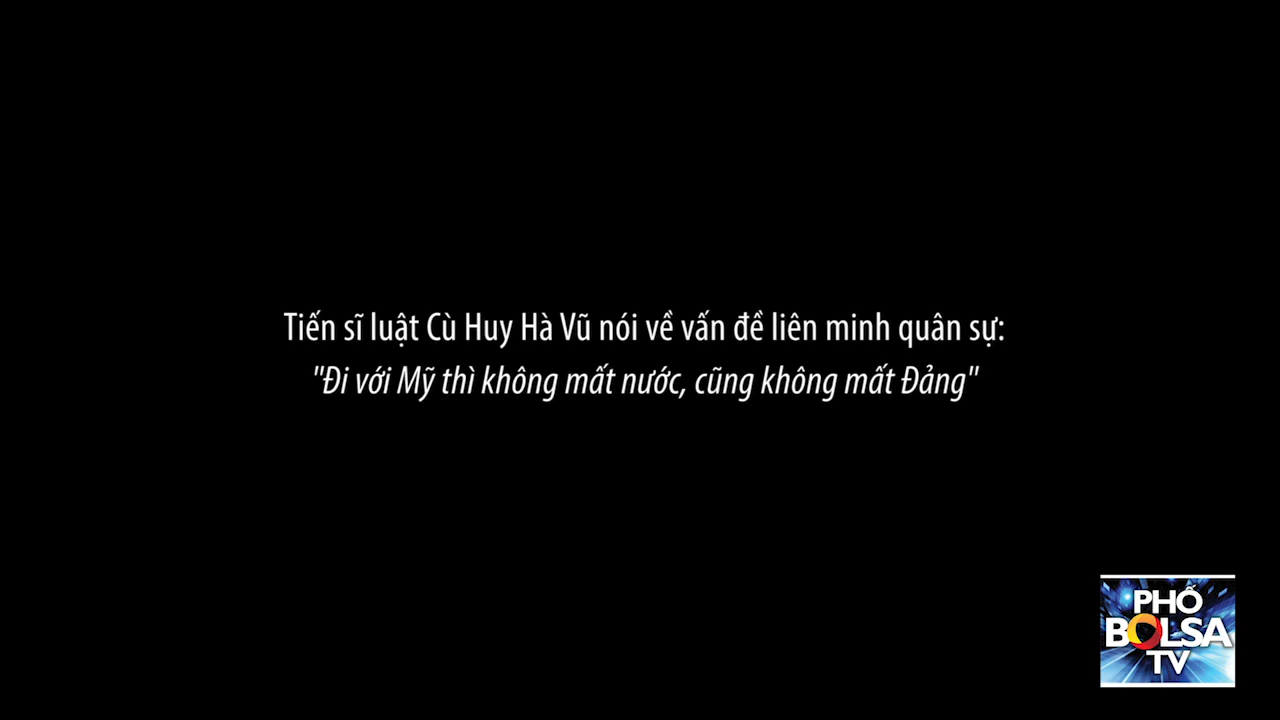 Tiến sĩ luật Cù Huy Hà Vũ nói về vấn đề liên minh quân sự:
"Đi với Mỹ thì không mất nước, cũng không mất Đảng"
PHỐ
BOLSA
TV